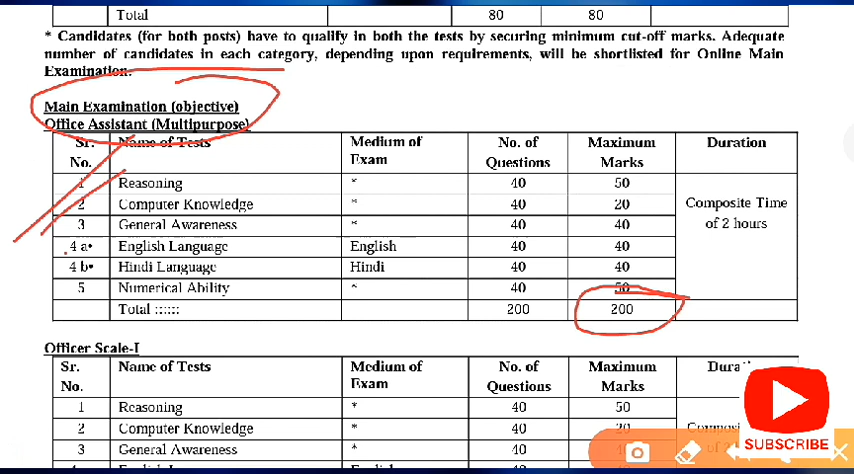 Total 80 80
* Candidates (for both posts) have to qualify in both the tests by securing minimum cut-off marks. Adequate
number of candidates in each category, depending upon requirements, will be shortlisted for Online Main
Examination.
Main Examination (objective)
Office Assistant (Multipurpose)
Sr. No. Name of Tests Medium of Exam No. of Questions Maximum Marks Duration
1 Reasoning * 40 50
2 Computer Knowledge * 40 20 Composite Time
3 General Awareness * 40 40 of 2 hours
4 a• English Language English 40 40
4 b• Hindi Language Hindi 40 40
5 Numerical Ability * 40 50
Total :::::: 200 200
Officer Scale-I
Sr. No. Name of Tests Medium of Exam No. of Questions Maximum Marks
1 Reasoning * 40 50
2 Computer Knowledge * 40 20
3 General Awareness * 40
SUBSCRIBE